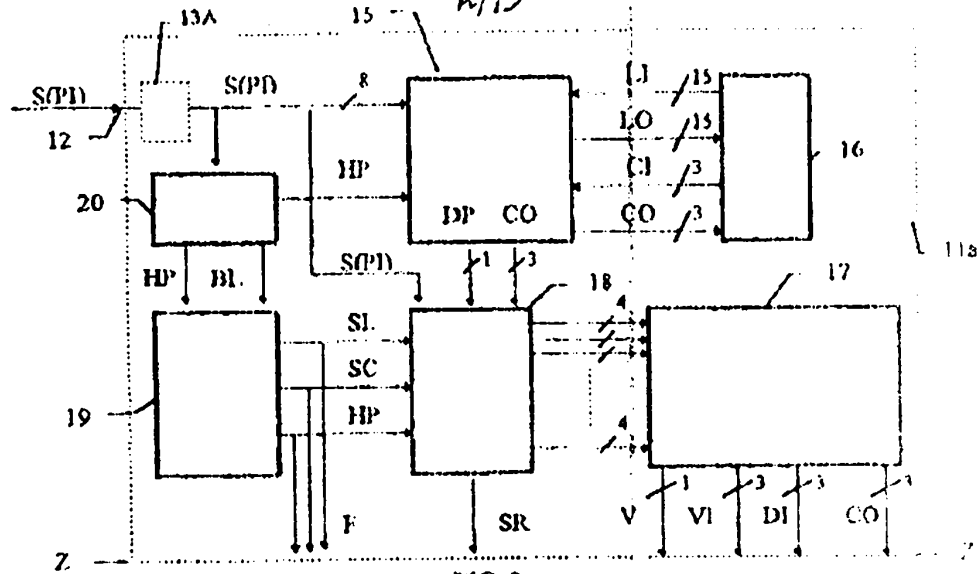 13A
15
S(PI)
12
S(PI)
8
15
LO
15
CI
3
CO
3
16
20
HP
DP CO
HP BL
S(PI)
1
3
18
17
11a
4
19
SL
SC
HP
4
F
SR
V
1
VI
3
DI
3
CO
3
Z